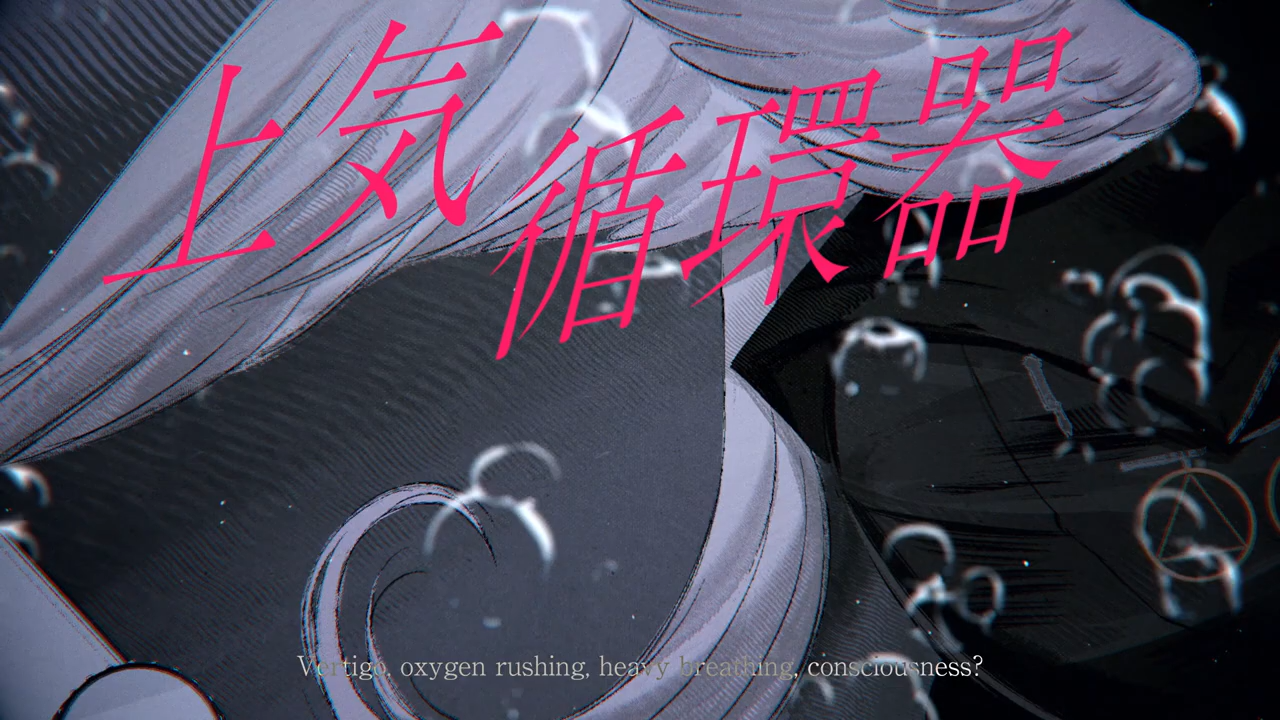 上気
循環器
Vertigo, oxygen rushing, heavy breathing, consciousness?